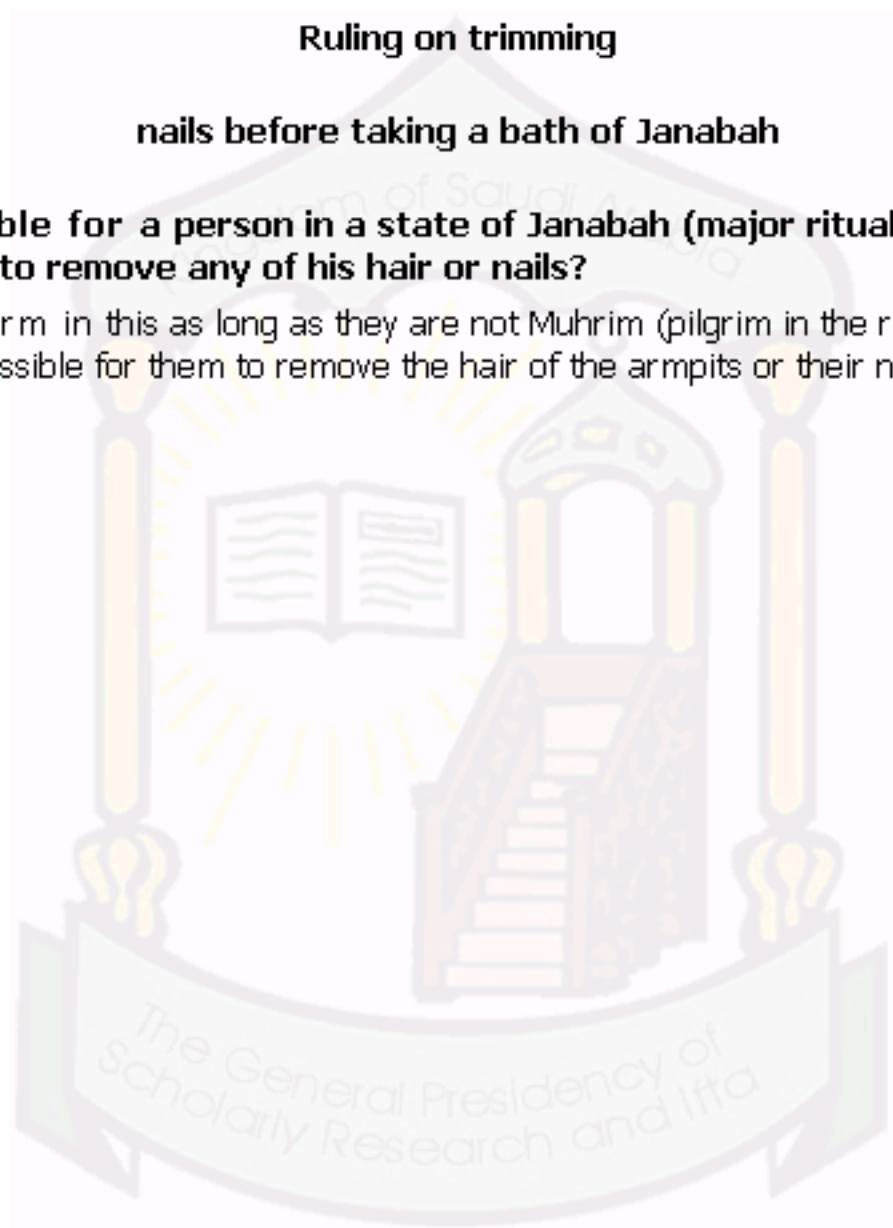 Ruling on trimming
nails before taking a bath of Janabah
ble for a person in a state of Janabah (major ritual
to remove any of his hair or nails?
rm in this as long as they are not Muhrim (pilgrim in the r
ssible for them to remove the hair of the armpits or their n
Kingdom of Saudi Arabia
The General Presidency of
Scholarly Research and Ifta